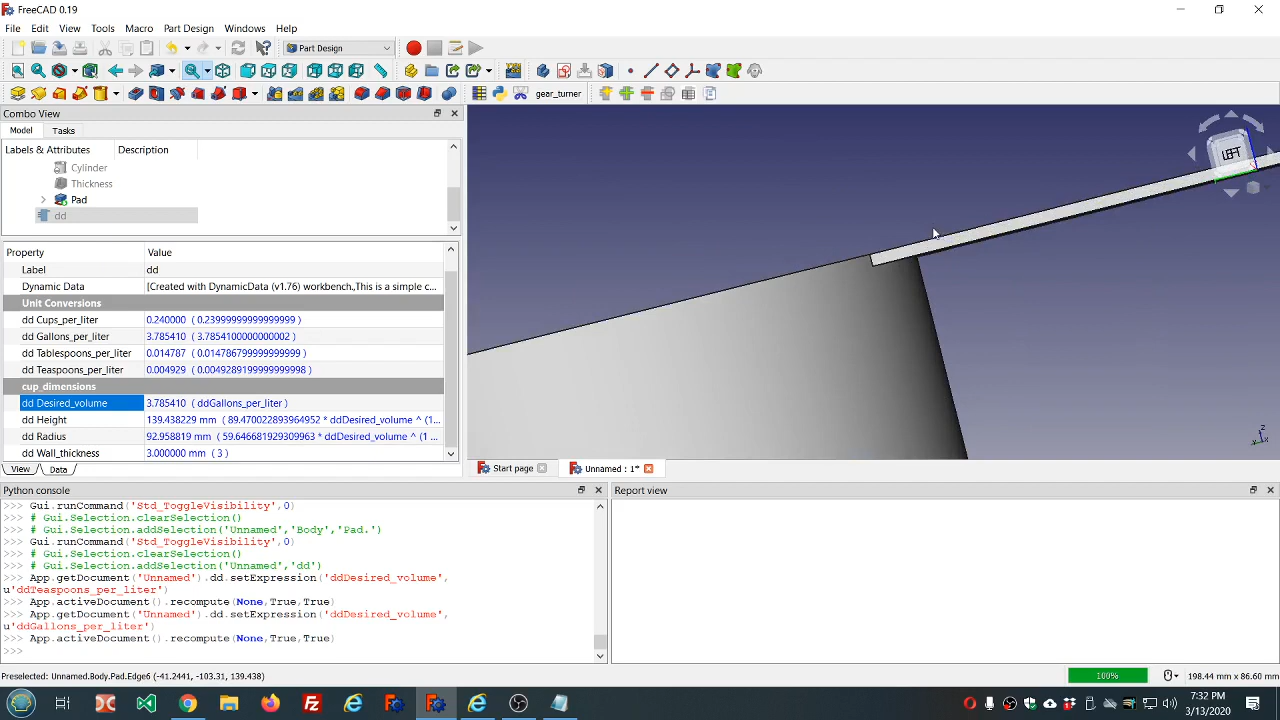 FreeCAD 0.19
File Edit View Tools Macro Part Design Windows Help
Part Design
gear_turner
Combo View
Model Tasks
Labels & Attributes Description
Cylinder
Thickness
Pad
dd
Property Value
Label dd
Dynamic Data [Created with DynamicData (v1.76) workbench.,This is a simple c...
Unit Conversions
dd Cups_per_liter 0.240000 ( 0.23999999999999999 )
dd Gallons_per_liter 3.785410 ( 3.7854100000000002 )
dd Tablespoons_per_liter 0.014787 ( 0.014786799999999999 )
dd Teaspoons_per_liter 0.004929 ( 0.0049289199999999998 )
cup_dimensions
dd Desired_volume 3.785410 ( ddGallons_per_liter )
dd Height 139.438229 mm ( 89.470022893964952 * ddDesired_volume ^ (1 ...
dd Radius 92.958819 mm ( 59.646681929309963 * ddDesired_volume ^ (1 ...
dd Wall_thickness 3.000000 mm ( 3 )
View Data
LEFT
Z
Start page Unnamed : 1*
Python console
>>> Gui.runCommand('Std_ToggleVisibility',0)
>>> # Gui.Selection.clearSelection()
>>> # Gui.Selection.addSelection('Unnamed','Body','Pad.')
>>> Gui.runCommand('Std_ToggleVisibility',0)
>>> # Gui.Selection.clearSelection()
>>> # Gui.Selection.addSelection('Unnamed','dd')
>>> App.getDocument('Unnamed').dd.setExpression('ddDesired_volume',
u'ddTeaspoons_per_liter')
>>> App.activeDocument().recompute(None,True,True)
>>> App.getDocument('Unnamed').dd.setExpression('ddDesired_volume',
u'ddGallons_per_liter')
>>> App.activeDocument().recompute(None,True,True)
>>>
Report view
Preselected: Unnamed.Body.Pad.Edge6 (-41.2441, -103.31, 139.438)
100%
198.44 mm x 86.60 mm
7:32 PM
3/13/2020